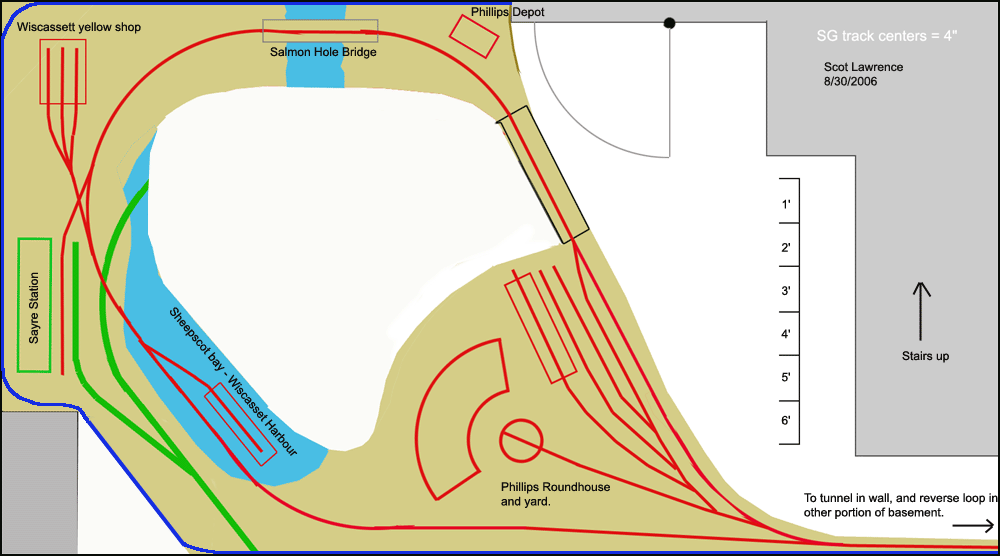 Phillips Depot
Wiscassett yellow shop
SG track centers = 4"
Salmon Hole Bridge
Scot Lawrence
8/30/2006
1'
2'
3'
4'
5'
6'
Sayre Station
Sheepscot bay - Wiscasset Harbour
Stairs up
Phillips Roundhouse
and yard.
To tunnel in wall, and reverse loop in
other portion of basement.